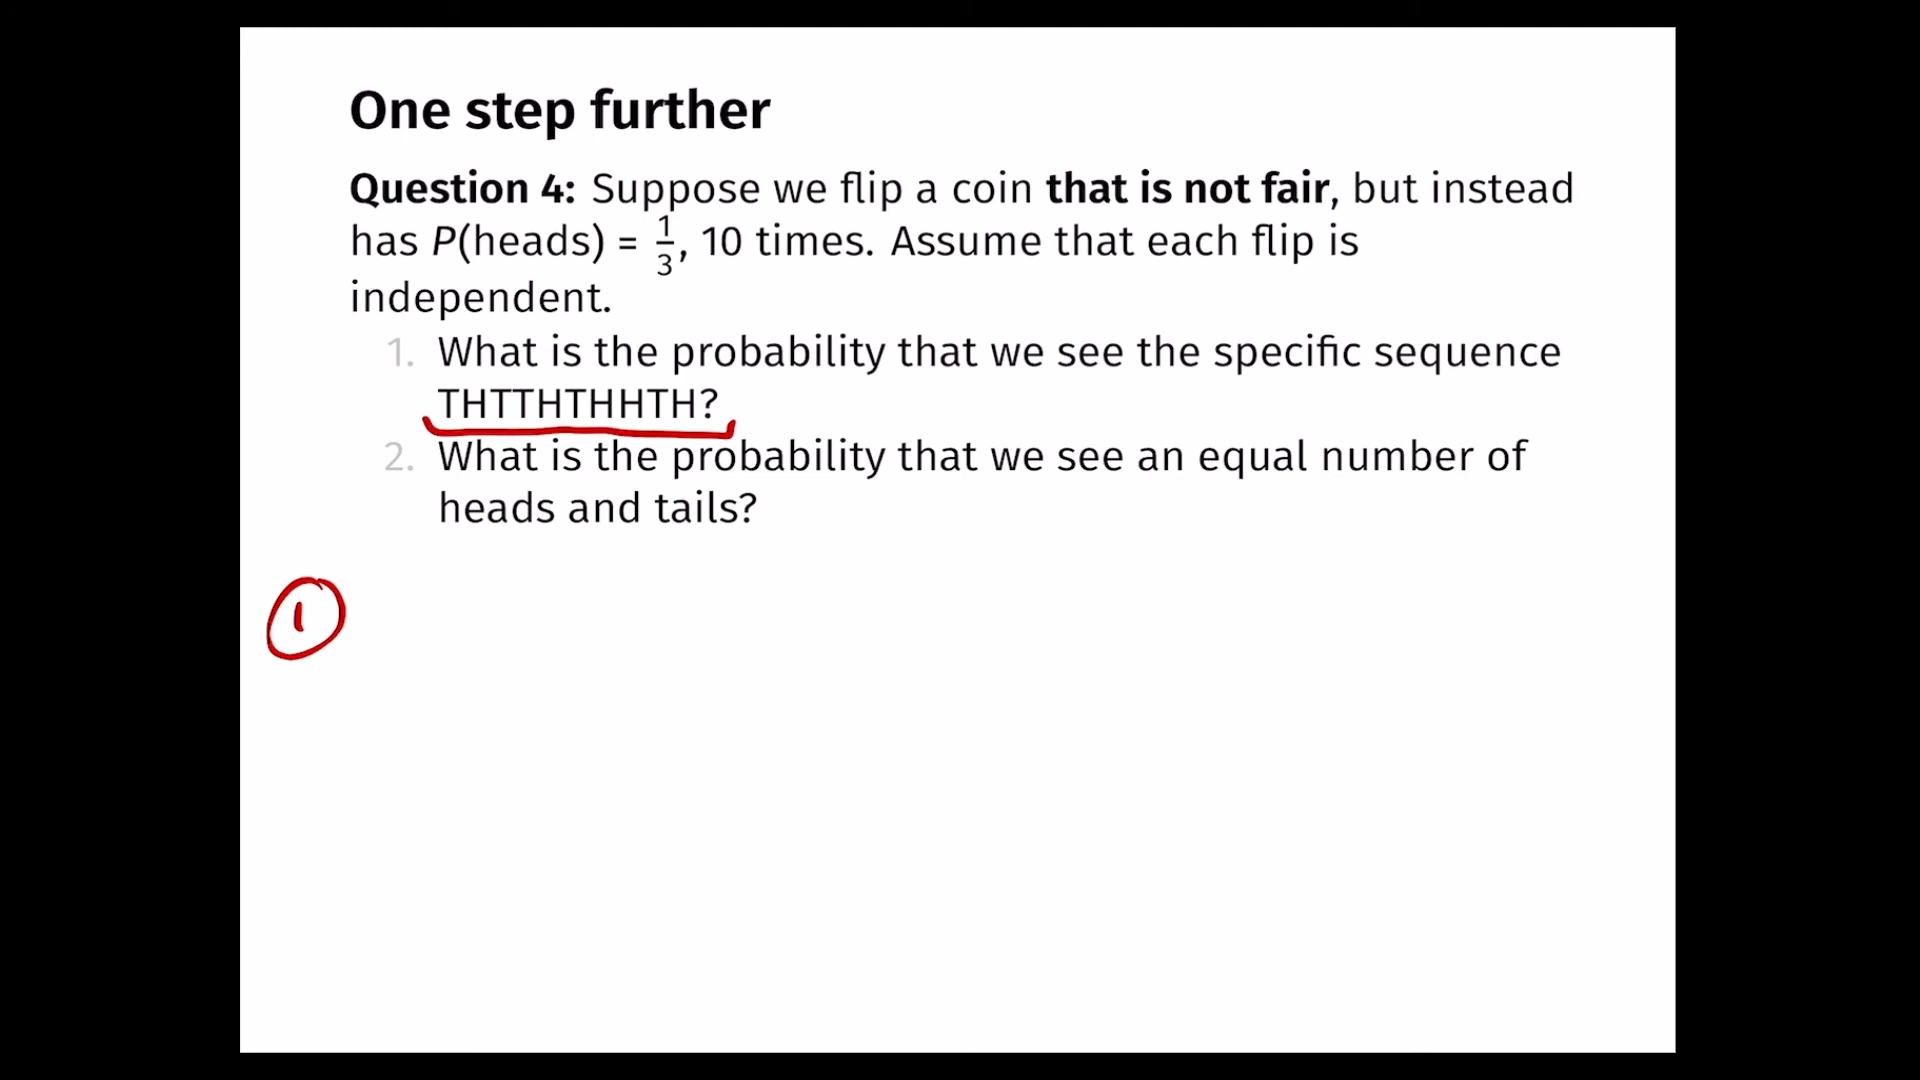 One step further
Question 4: Suppose we flip a coin that is not fair, but instead
has P(heads) = 1/3, 10 times. Assume that each flip is
independent.
1. What is the probability that we see the specific sequence
THTTHTHHTH?
2. What is the probability that we see an equal number of
heads and tails?
1